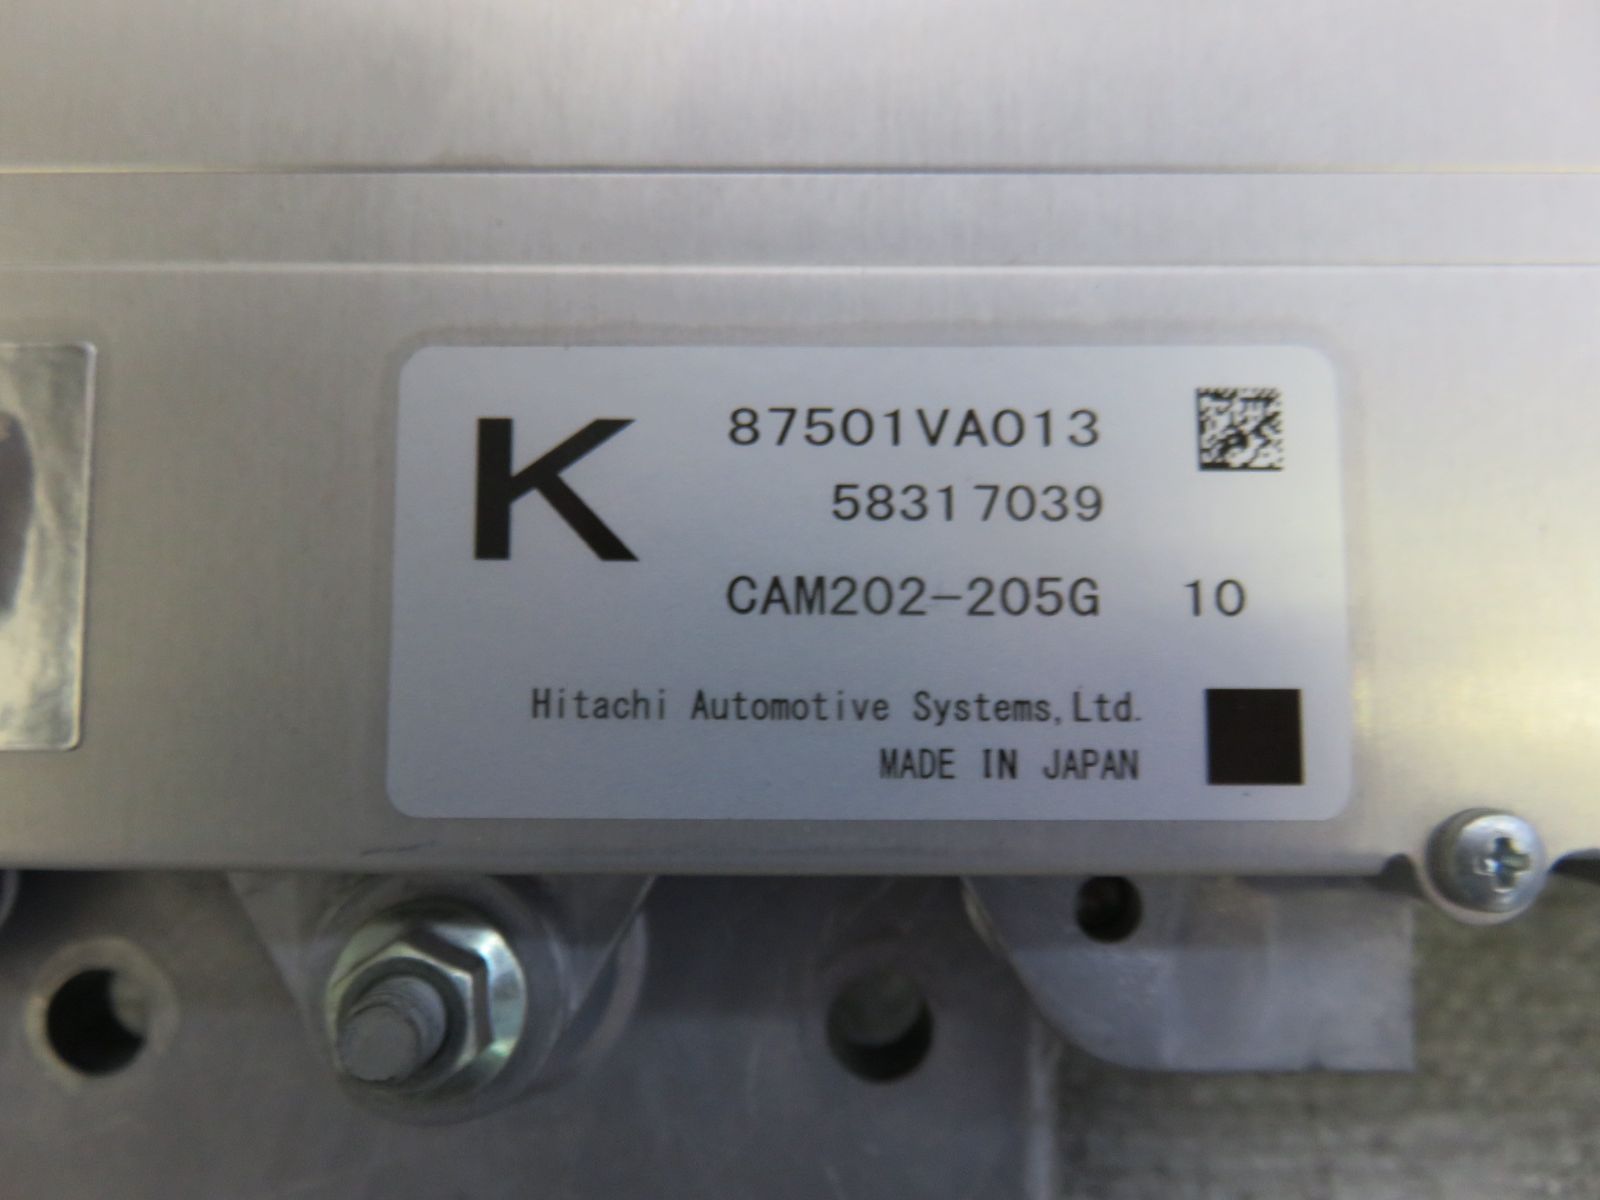 K
87501VA013
58317039
CAM202-205G 10
Hitachi Automotive Systems,Ltd.
MADE IN JAPAN